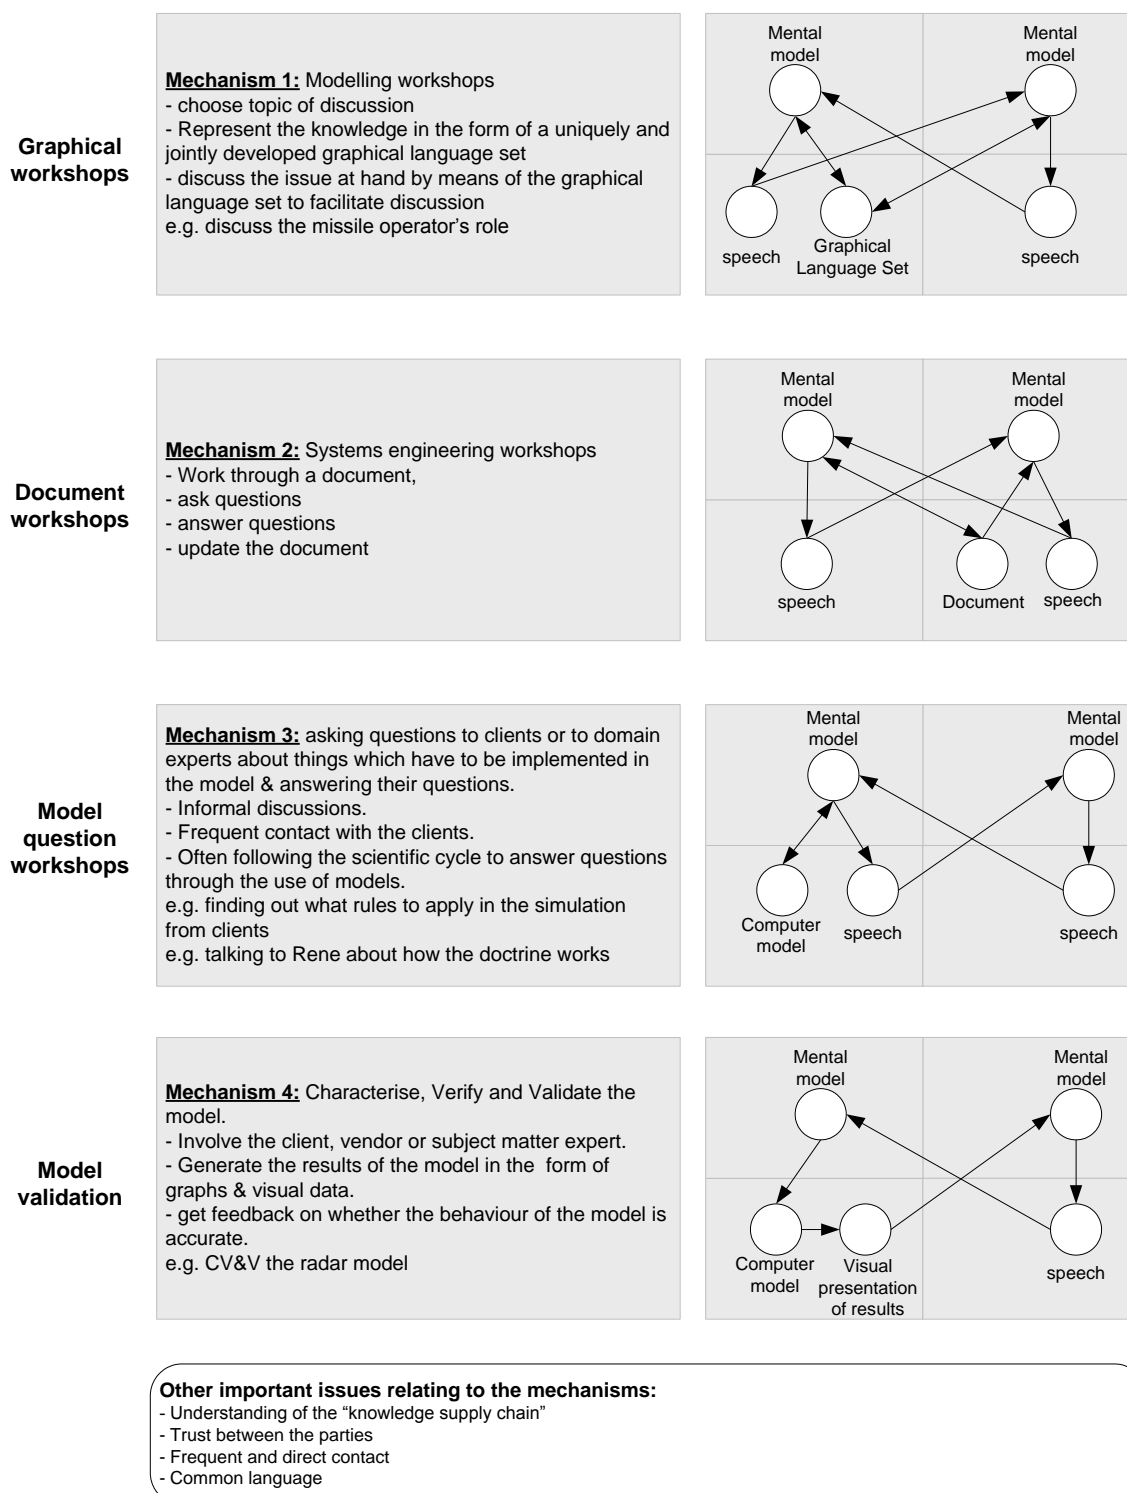 Graphical
workshops
Mechanism 1: Modelling workshops
- choose topic of discussion
- Represent the knowledge in the form of a uniquely and
jointly developed graphical language set
- discuss the issue at hand by means of the graphical
language set to facilitate discussion
e.g. discuss the missile operator's role
Mental
model
Mental
model
speech
Graphical
Language Set
speech
Document
workshops
Mechanism 2: Systems engineering workshops
- Work through a document,
- ask questions
- answer questions
- update the document
Mental
model
Mental
model
speech
Document
speech
Model
question
workshops
Mechanism 3: asking questions to clients or to domain
experts about things which have to be implemented in
the model & answering their questions.
- Informal discussions.
- Frequent contact with the clients.
- Often following the scientific cycle to answer questions
through the use of models.
e.g. finding out what rules to apply in the simulation
from clients
e.g. talking to Rene about how the doctrine works
Mental
model
Mental
model
Computer
model
speech
speech
Model
validation
Mechanism 4: Characterise, Verify and Validate the
model.
- Involve the client, vendor or subject matter expert.
- Generate the results of the model in the  form of
graphs & visual data.
- get feedback on whether the behaviour of the model is
accurate.
e.g. CV&V the radar model
Mental
model
Mental
model
Computer
model
Visual
presentation
of results
speech
Other important issues relating to the mechanisms:
- Understanding of the “knowledge supply chain”
- Trust between the parties
- Frequent and direct contact
- Common language